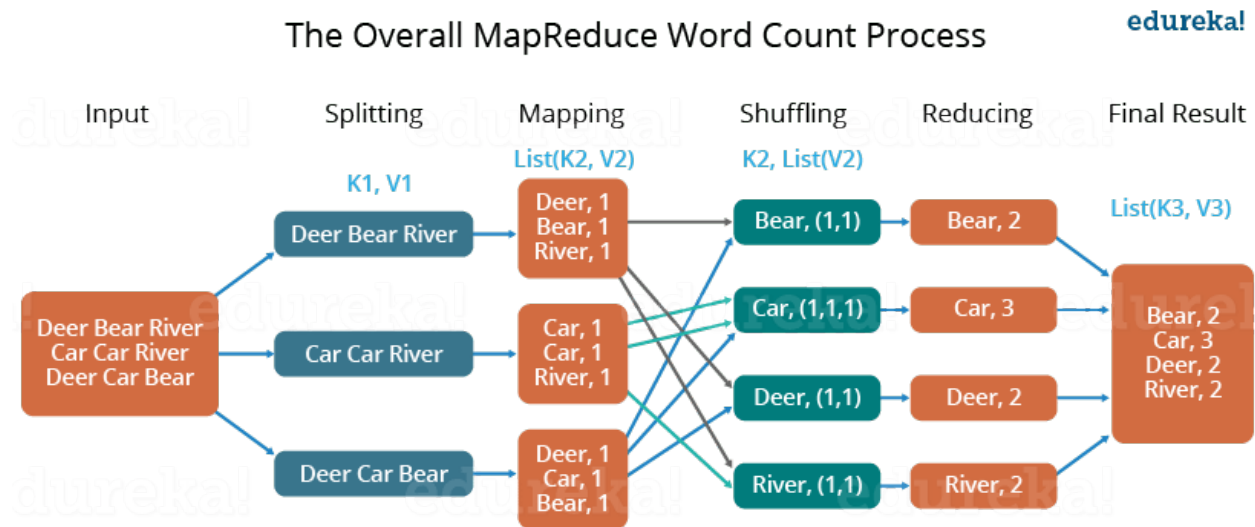 The Overall MapReduce Word Count Process
edureka!
Input
Splitting
Mapping
Shuffling
Reducing
Final Result
List(K2, V2)
K2, List(V2)
K1, V1
List(K3, V3)
Deer Bear River
Car Car River
Deer Car Bear
Deer Bear River
Car Car River
Deer Car Bear
Deer, 1
Bear, 1
River, 1
Car, 1
Car, 1
River, 1
Deer, 1
Car, 1
Bear, 1
Bear, (1,1)
Car, (1,1,1)
Deer, (1,1)
River, (1,1)
Bear, 2
Car, 3
Deer, 2
River, 2
Bear, 2
Car, 3
Deer, 2
River, 2